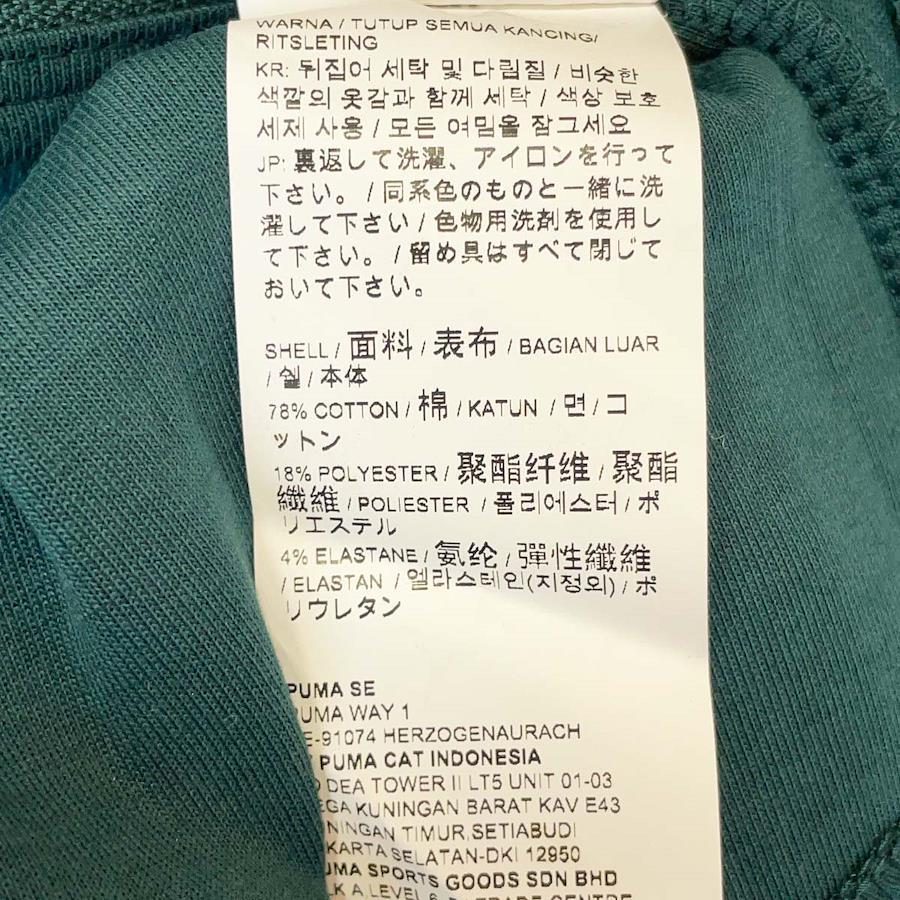 WARNA / TUTUP SEMUA KANCING/
RITSLETING
KR: 뒤집어 세탁 및 다림질 / 비슷한
색깔의 옷감과 함께 세탁 / 색상 보호
세제 사용 / 모든 여밈을 잠그세요
JP: 裏返して洗濯、アイロンを行って
下さい。 / 同系色のものと一緒に洗
濯して下さい / 色物用洗剤を使用し
て下さい。 / 留め具はすべて閉じて
おいて下さい。
SHELL / 面料 / 表布 / BAGIAN LUAR
/ 쉘 / 本体
78% COTTON / 棉 / KATUN / 면 / コ
ットン
18% POLYESTER / 聚酯纤维 / 聚酯
纖維 / POLIESTER / 폴리에스터 / ポ
リエステル
4% ELASTANE / 氨纶 / 彈性纖維
/ ELASTAN / 엘라스테인(지정외) / ポ
リウレタン
PUMA SE
PUMA WAY 1
E-91074 HERZOGENAURACH
PUMA CAT INDONESIA
DEA TOWER II LT5 UNIT 01-03
EGA KUNINGAN BARAT KAV E43
NINGAN TIMUR,SETIABUDI
KARTA SELATAN-DKI 12950
UMA SPORTS GOODS SDN BHD
LK A,LEVEL 6